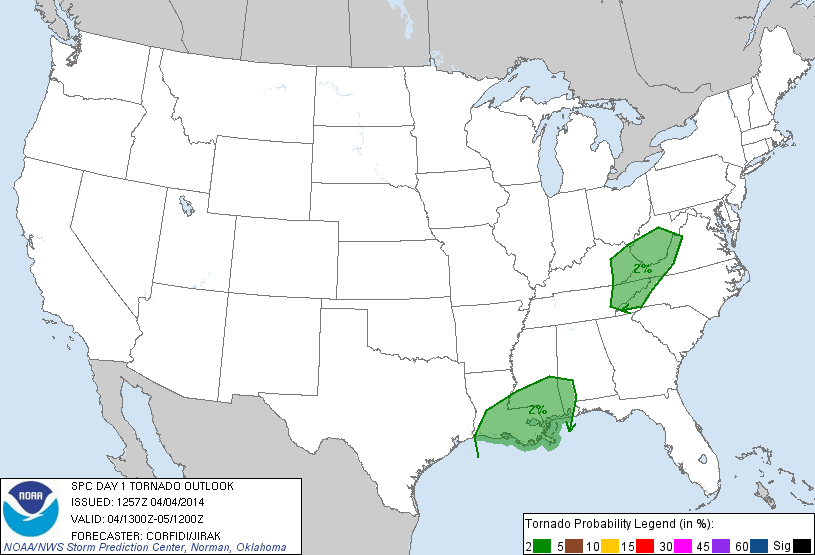 2%
2%
NOAA
SPC DAY 1 TORNADO OUTLOOK
ISSUED: 1257Z 04/04/2014
VALID: 04/1300Z-05/1200Z
FORECASTER: CORFIDI/JIRAK
NOAA/NWS Storm Prediction Center, Norman, Oklahoma
Tornado Probability Legend (in %):
2 5 10 15 30 45 60 Sig